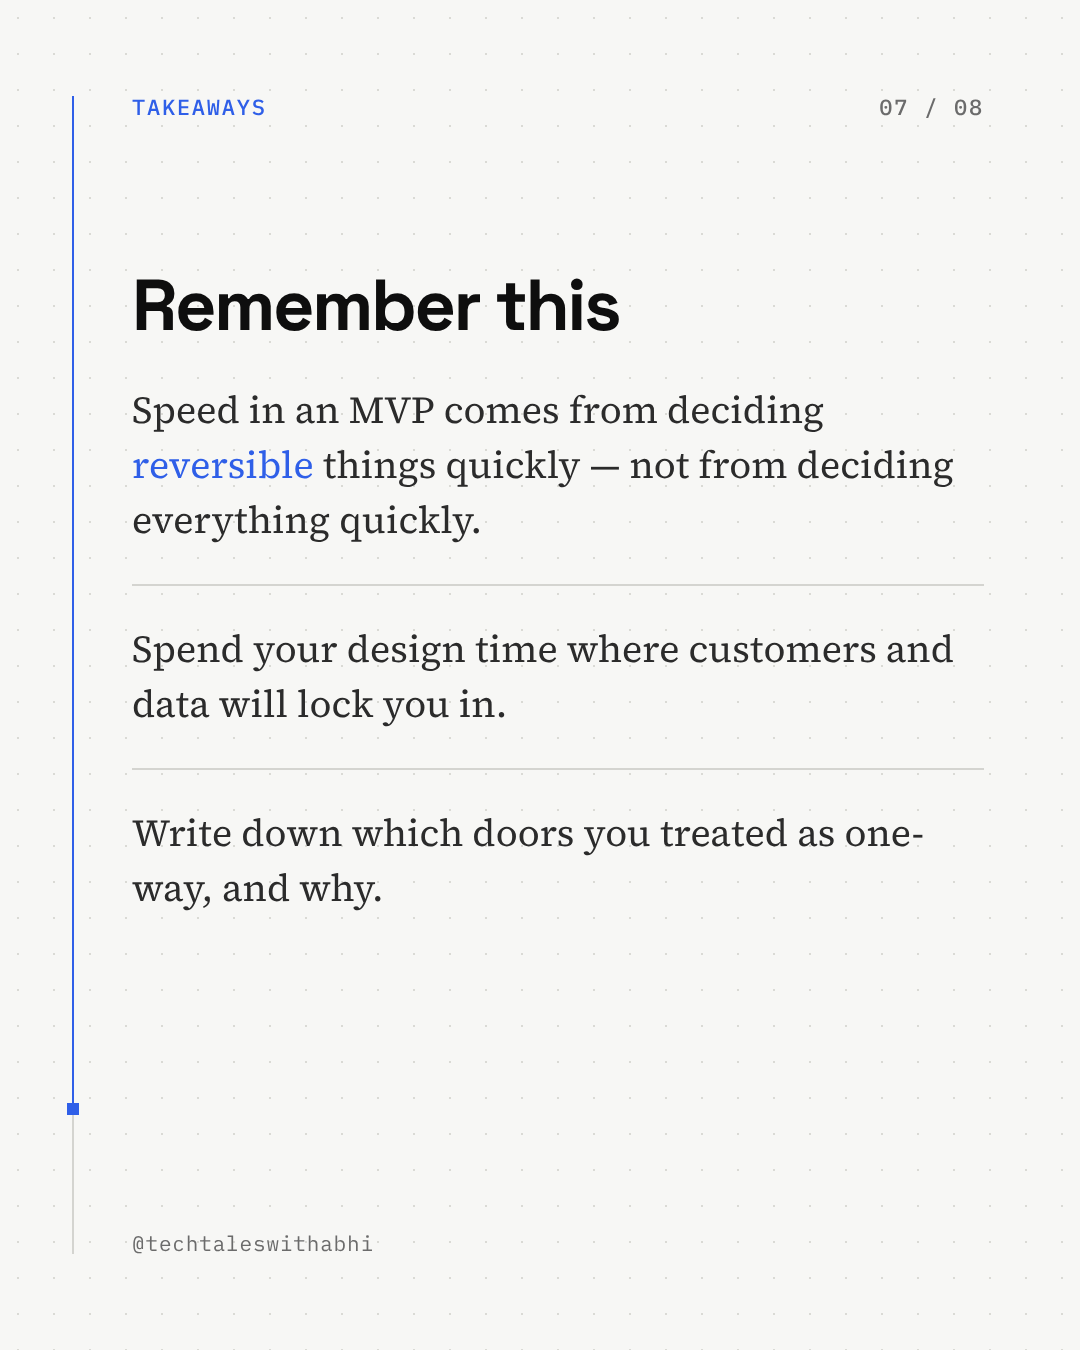 TAKEAWAYS
07 / 08
Remember this
Speed in an MVP comes from deciding
reversible things quickly — not from deciding
everything quickly.
Spend your design time where customers and
data will lock you in.
Write down which doors you treated as one-
way, and why.
@techtaleswithabhi